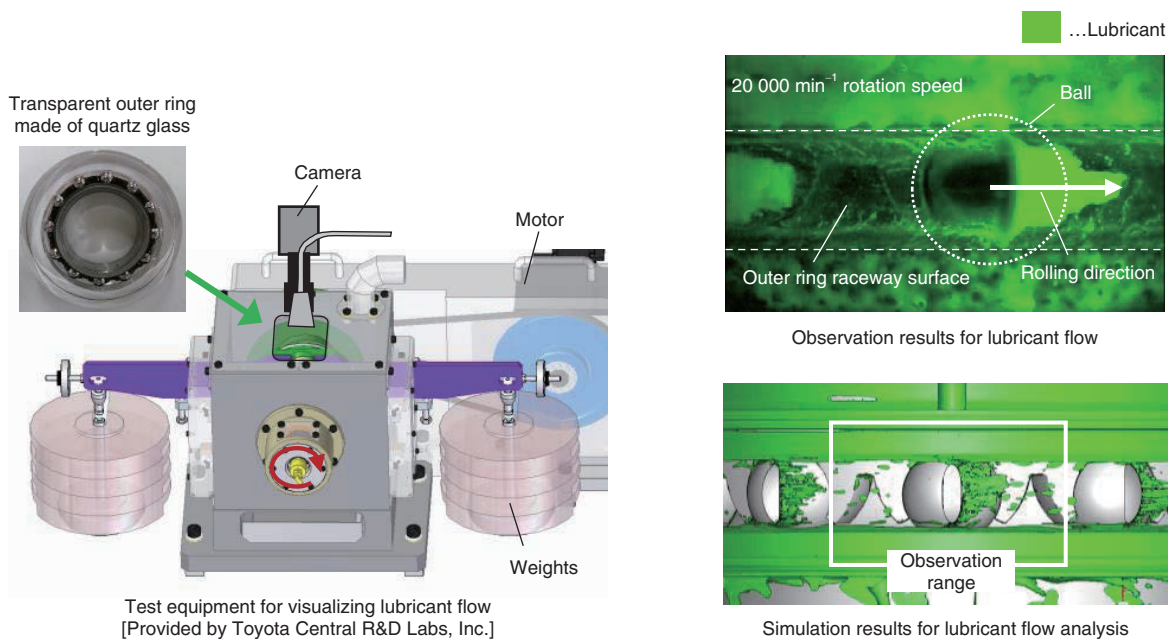 Transparent outer ring
made of quartz glass
Camera
Motor
Weights
Test equipment for visualizing lubricant flow
[Provided by Toyota Central R&D Labs, Inc.]
...Lubricant
20 000 min⁻¹ rotation speed
Ball
Outer ring raceway surface
Rolling direction
Observation results for lubricant flow
Observation
range
Simulation results for lubricant flow analysis